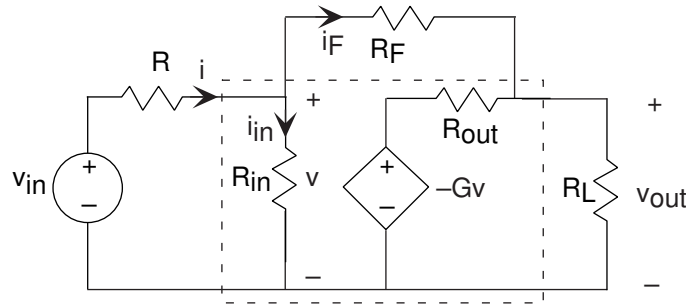 R i iF RF
iin + Rout +
vin + − Rin v + − −Gv RL vout
− −